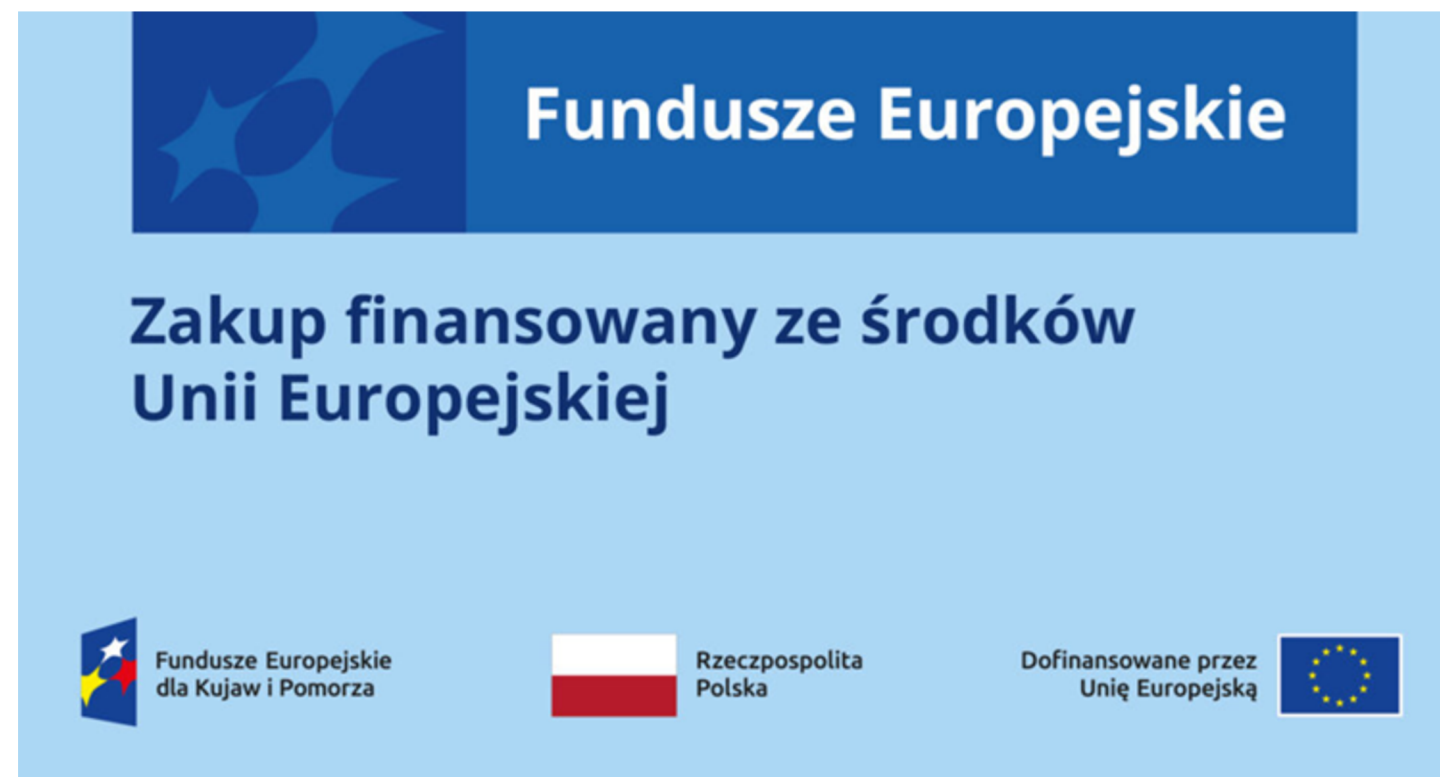 Fundusze Europejskie
Zakup finansowany ze środków
Unii Europejskiej
Fundusze Europejskie
dla Kujaw i Pomorza
Rzeczpospolita
Polska
Dofinansowane przez
Unię Europejską